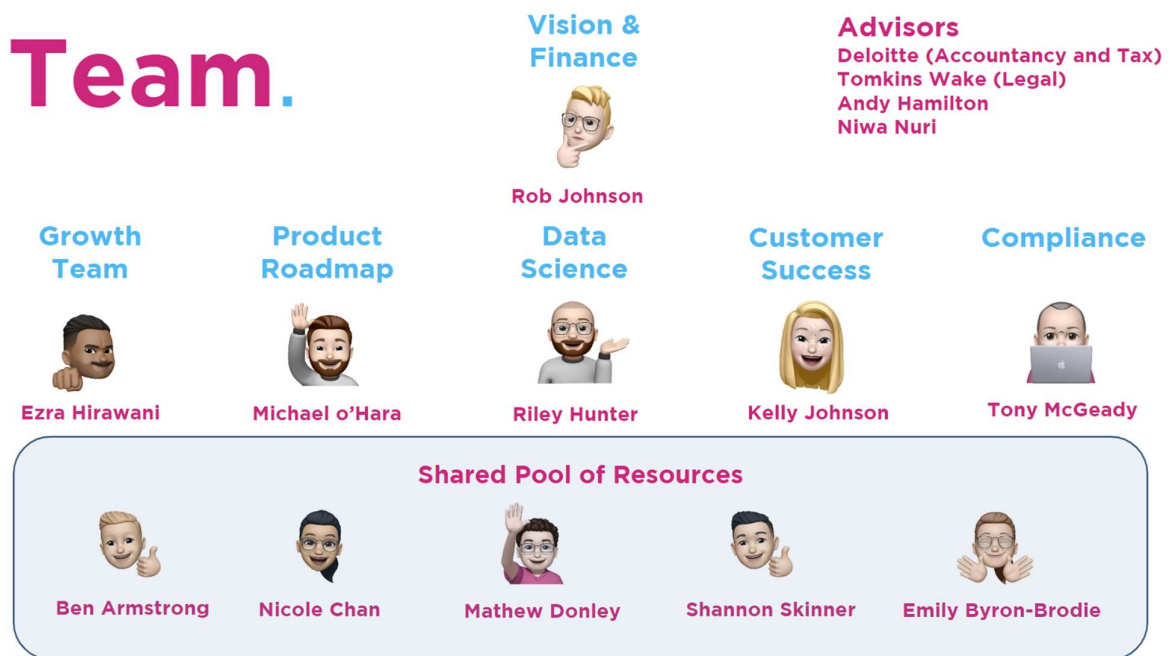 Team.
Vision &
Finance
Rob Johnson
Advisors
Deloitte (Accountancy and Tax)
Tomkins Wake (Legal)
Andy Hamilton
Niwa Nuri
Growth
Team
Ezra Hirawani
Product
Roadmap
Michael o’Hara
Data
Science
Riley Hunter
Customer
Success
Kelly Johnson
Compliance
Tony McGeady
Shared Pool of Resources
Ben Armstrong
Nicole Chan
Mathew Donley
Shannon Skinner
Emily Byron-Brodie